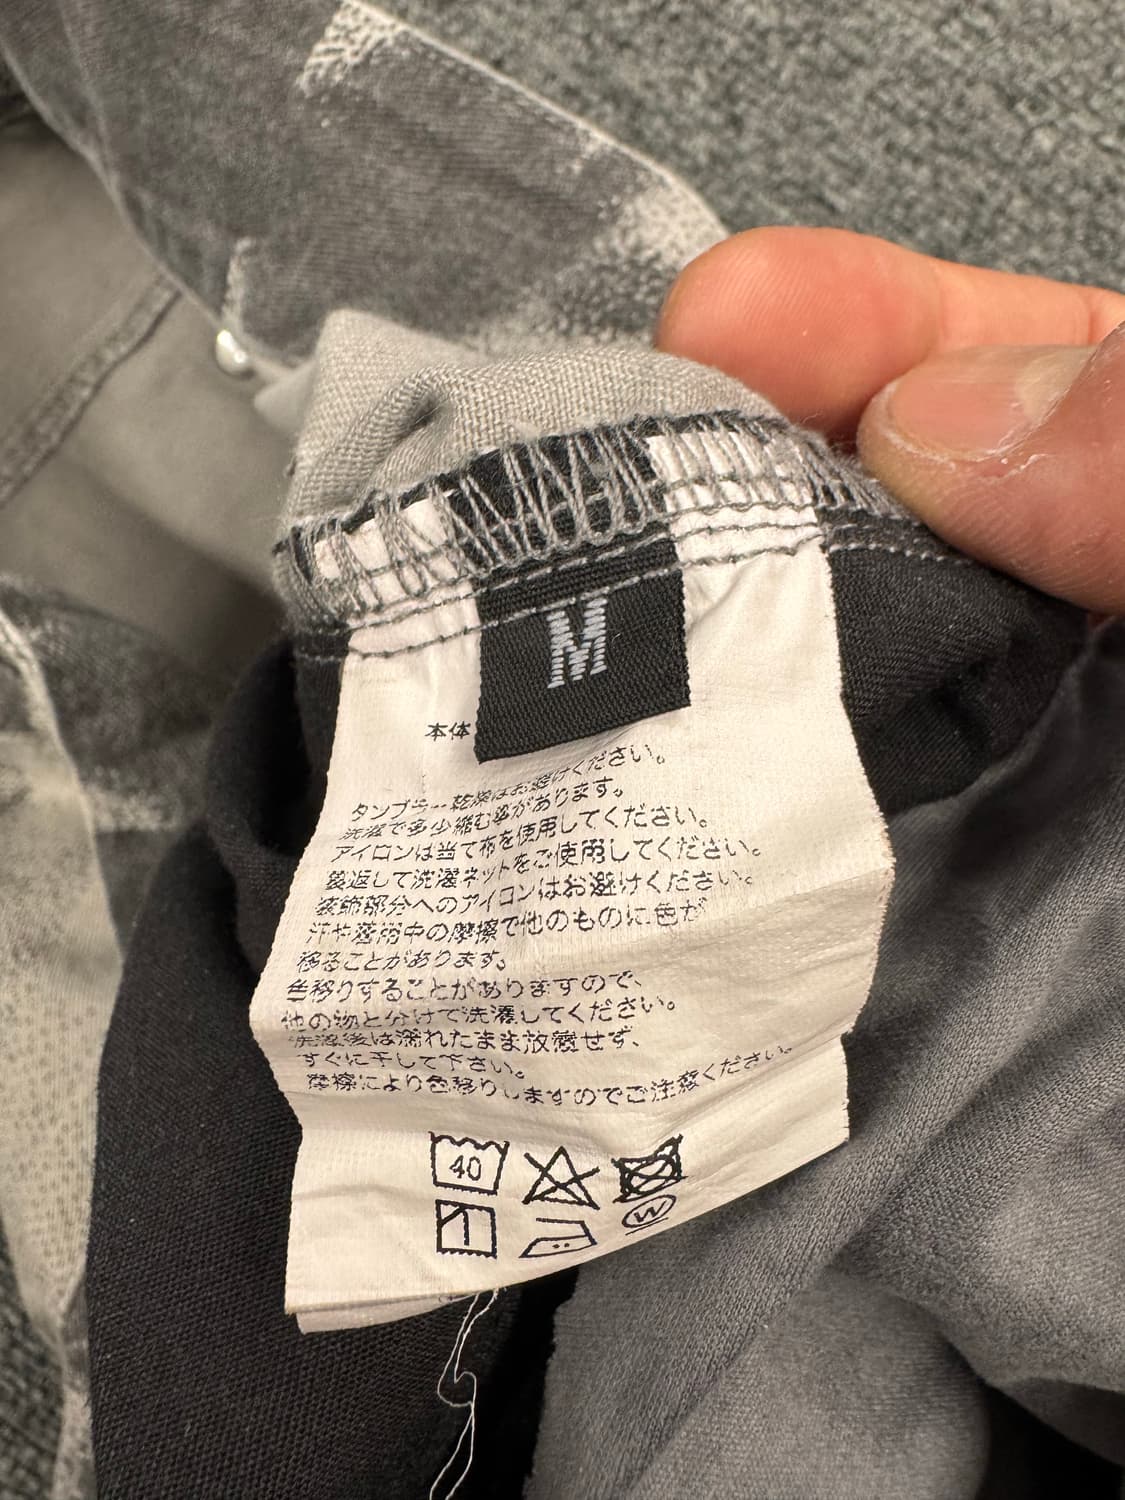 M
本体
タンブラー乾燥はお避けください。
洗濯で多少縮む事があります。
アイロンは当て布を使用してください。
裏返して洗濯ネットをご使用してください。
装飾部分へのアイロンはお避けください。
汗や着用中の摩擦で他のものに色が
移ることがあります。
色移りすることがありますので、
他の物と分けて洗濯してください。
洗濯後は濡れたまま放置せず、
すぐに干して下さい。
摩擦により色移りしますのでご注意ください。
40
W